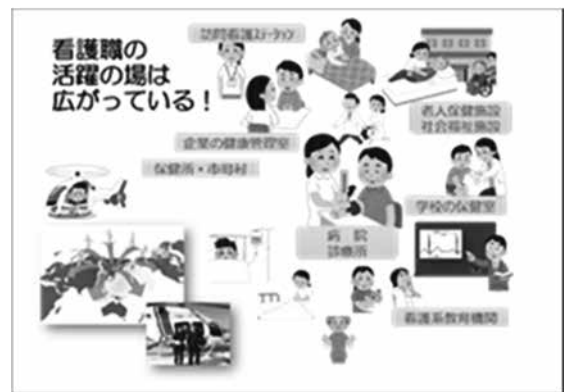 看護職の
活躍の場は
広がっている！
訪問看護ステーション
老人保健施設
社会福祉施設
企業の健康管理室
保健所・市町村
学校の保健室
病 院
診療所
看護系教育機関